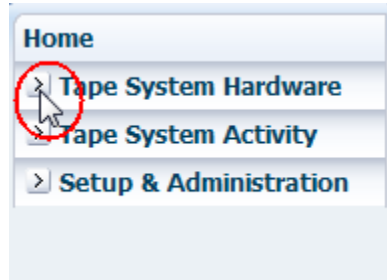 Home
Tape System Hardware
Tape System Activity
Setup & Administration